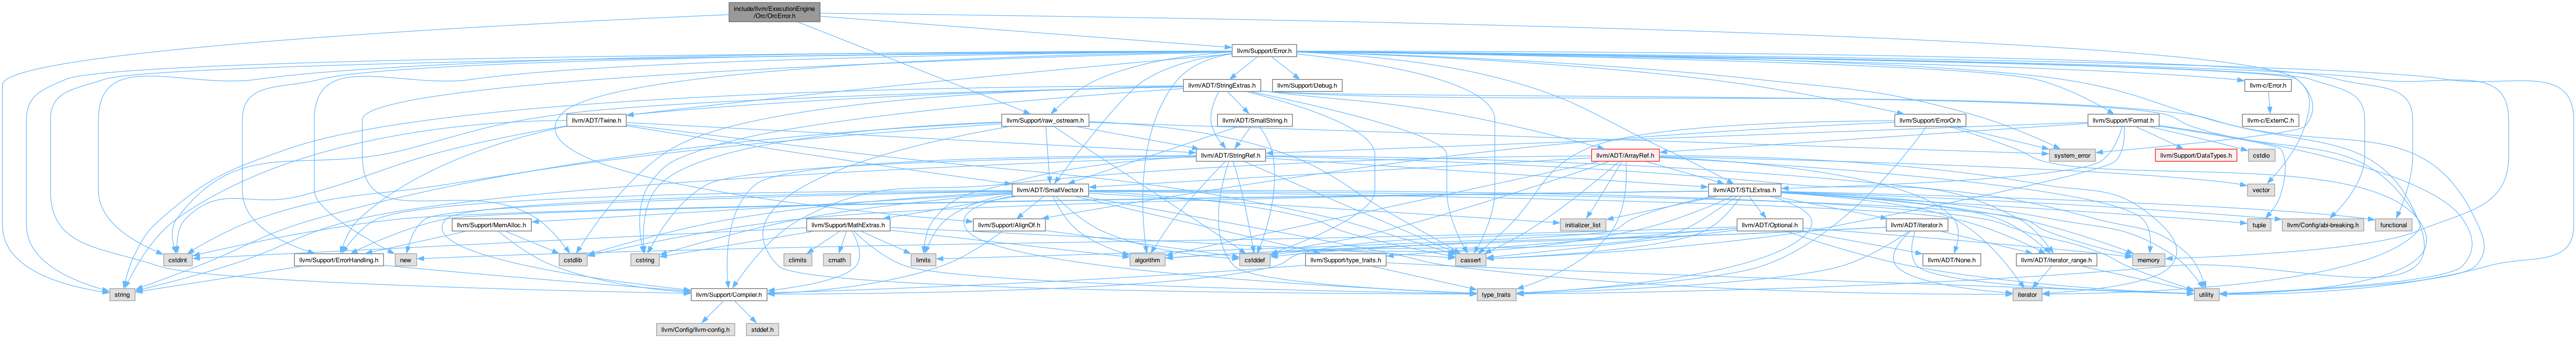 include/llvm/ExecutionEngine
/Orc/OrcError.h
llvm/Support/Error.h
llvm/ADT/StringExtras.h
llvm/Support/Debug.h
llvm-c/Error.h
llvm/ADT/Twine.h
llvm/Support/raw_ostream.h
llvm/ADT/SmallString.h
llvm/Support/ErrorOr.h
llvm/Support/Format.h
llvm-c/ExternC.h
llvm/ADT/StringRef.h
llvm/ADT/ArrayRef.h
system_error
llvm/Support/DataTypes.h
cstdio
llvm/ADT/SmallVector.h
llvm/ADT/STLExtras.h
vector
llvm/Support/MemAlloc.h
llvm/Support/MathExtras.h
llvm/Support/AlignOf.h
initializer_list
llvm/ADT/Optional.h
llvm/ADT/iterator.h
tuple
llvm/Config/abi-breaking.h
functional
cstdint
llvm/Support/ErrorHandling.h
new
cstdlib
cstring
climits
cmath
limits
algorithm
cstddef
llvm/Support/type_traits.h
cassert
llvm/ADT/None.h
llvm/ADT/iterator_range.h
memory
string
llvm/Support/Compiler.h
type_traits
iterator
utility
llvm/Config/llvm-config.h
stddef.h